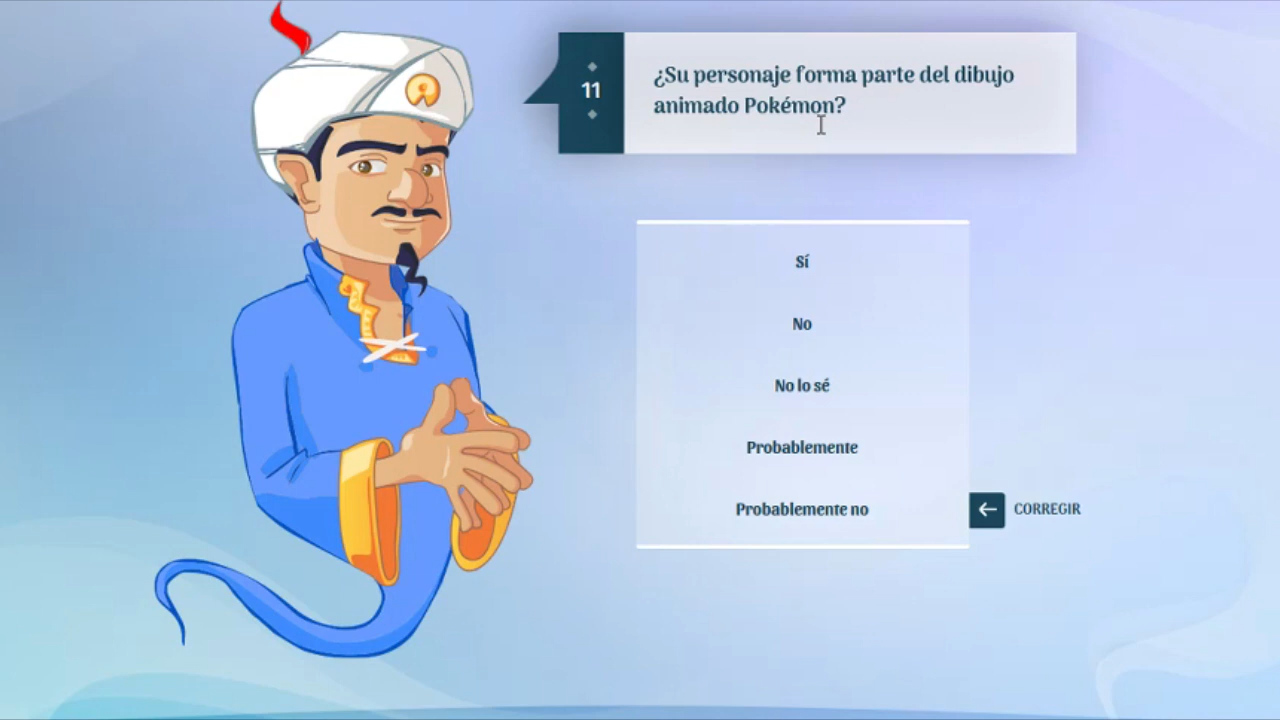 11
¿Su personaje forma parte del dibujo
animado Pokémon?
Sí
No
No lo sé
Probablemente
Probablemente no
CORREGIR